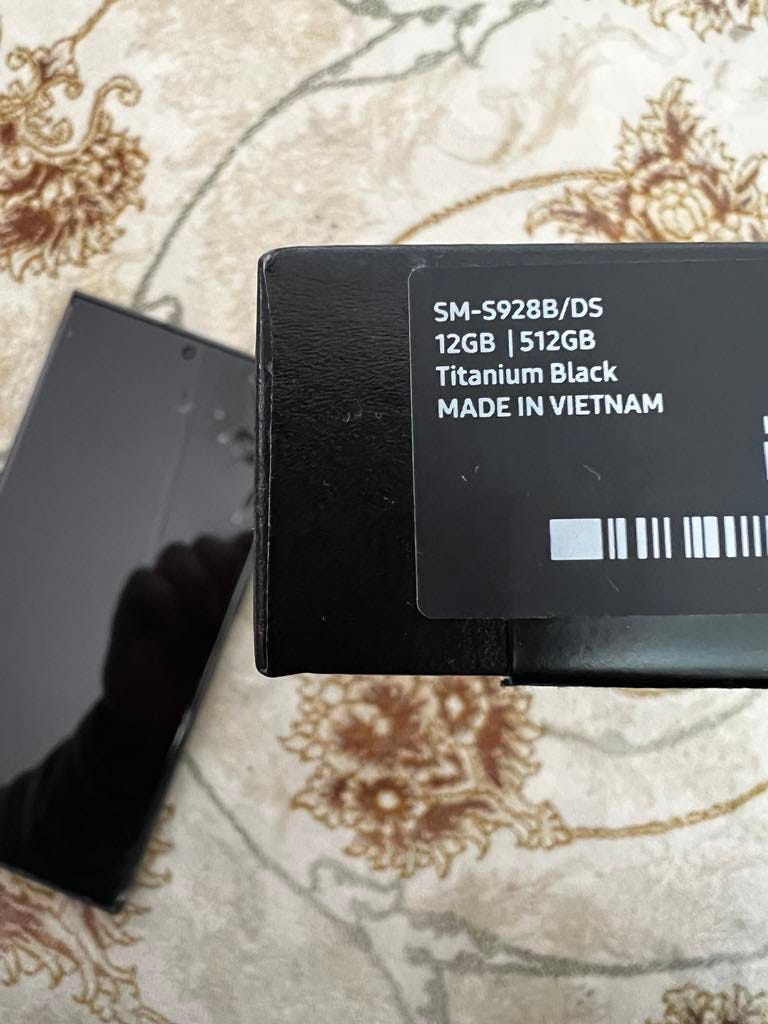 SM-S928B/DS
12GB | 512GB
Titanium Black
MADE IN VIETNAM